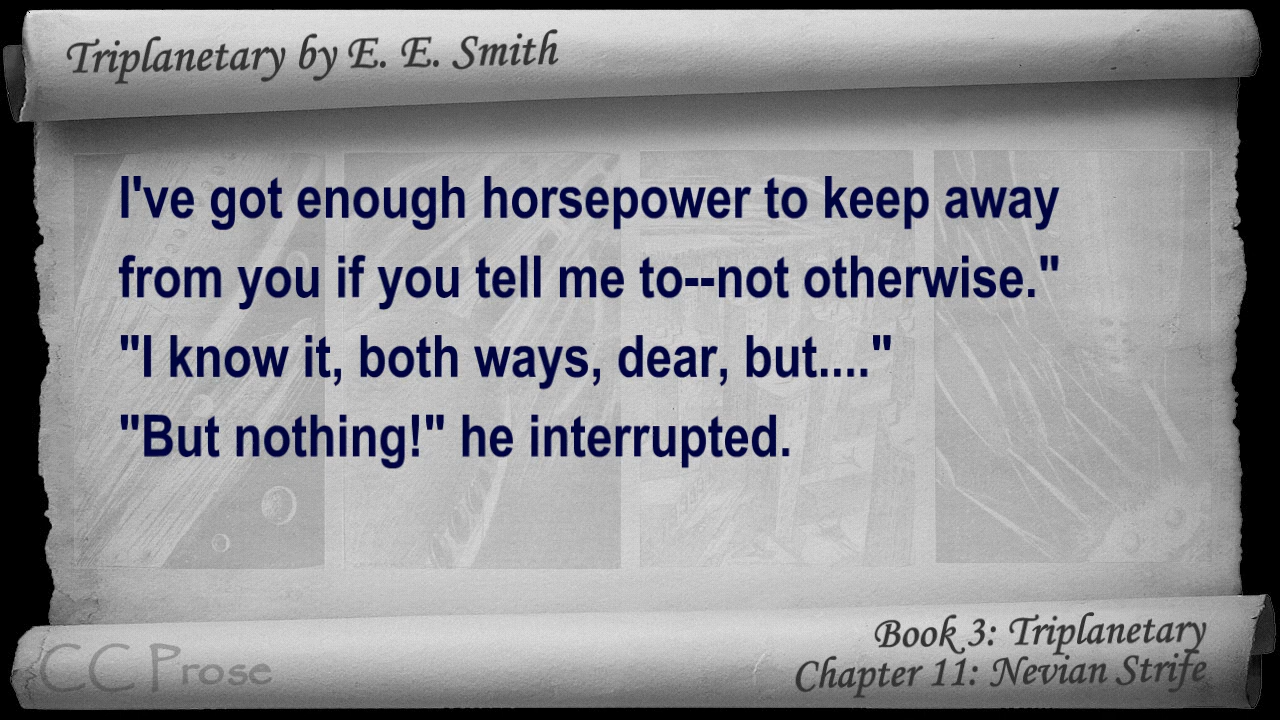 Triplanetary by E. E. Smith
I've got enough horsepower to keep away
from you if you tell me to--not otherwise."
"I know it, both ways, dear, but...."
"But nothing!" he interrupted.
Book 3: Triplanetary
Chapter 11: Nevian Strife
CC Prose